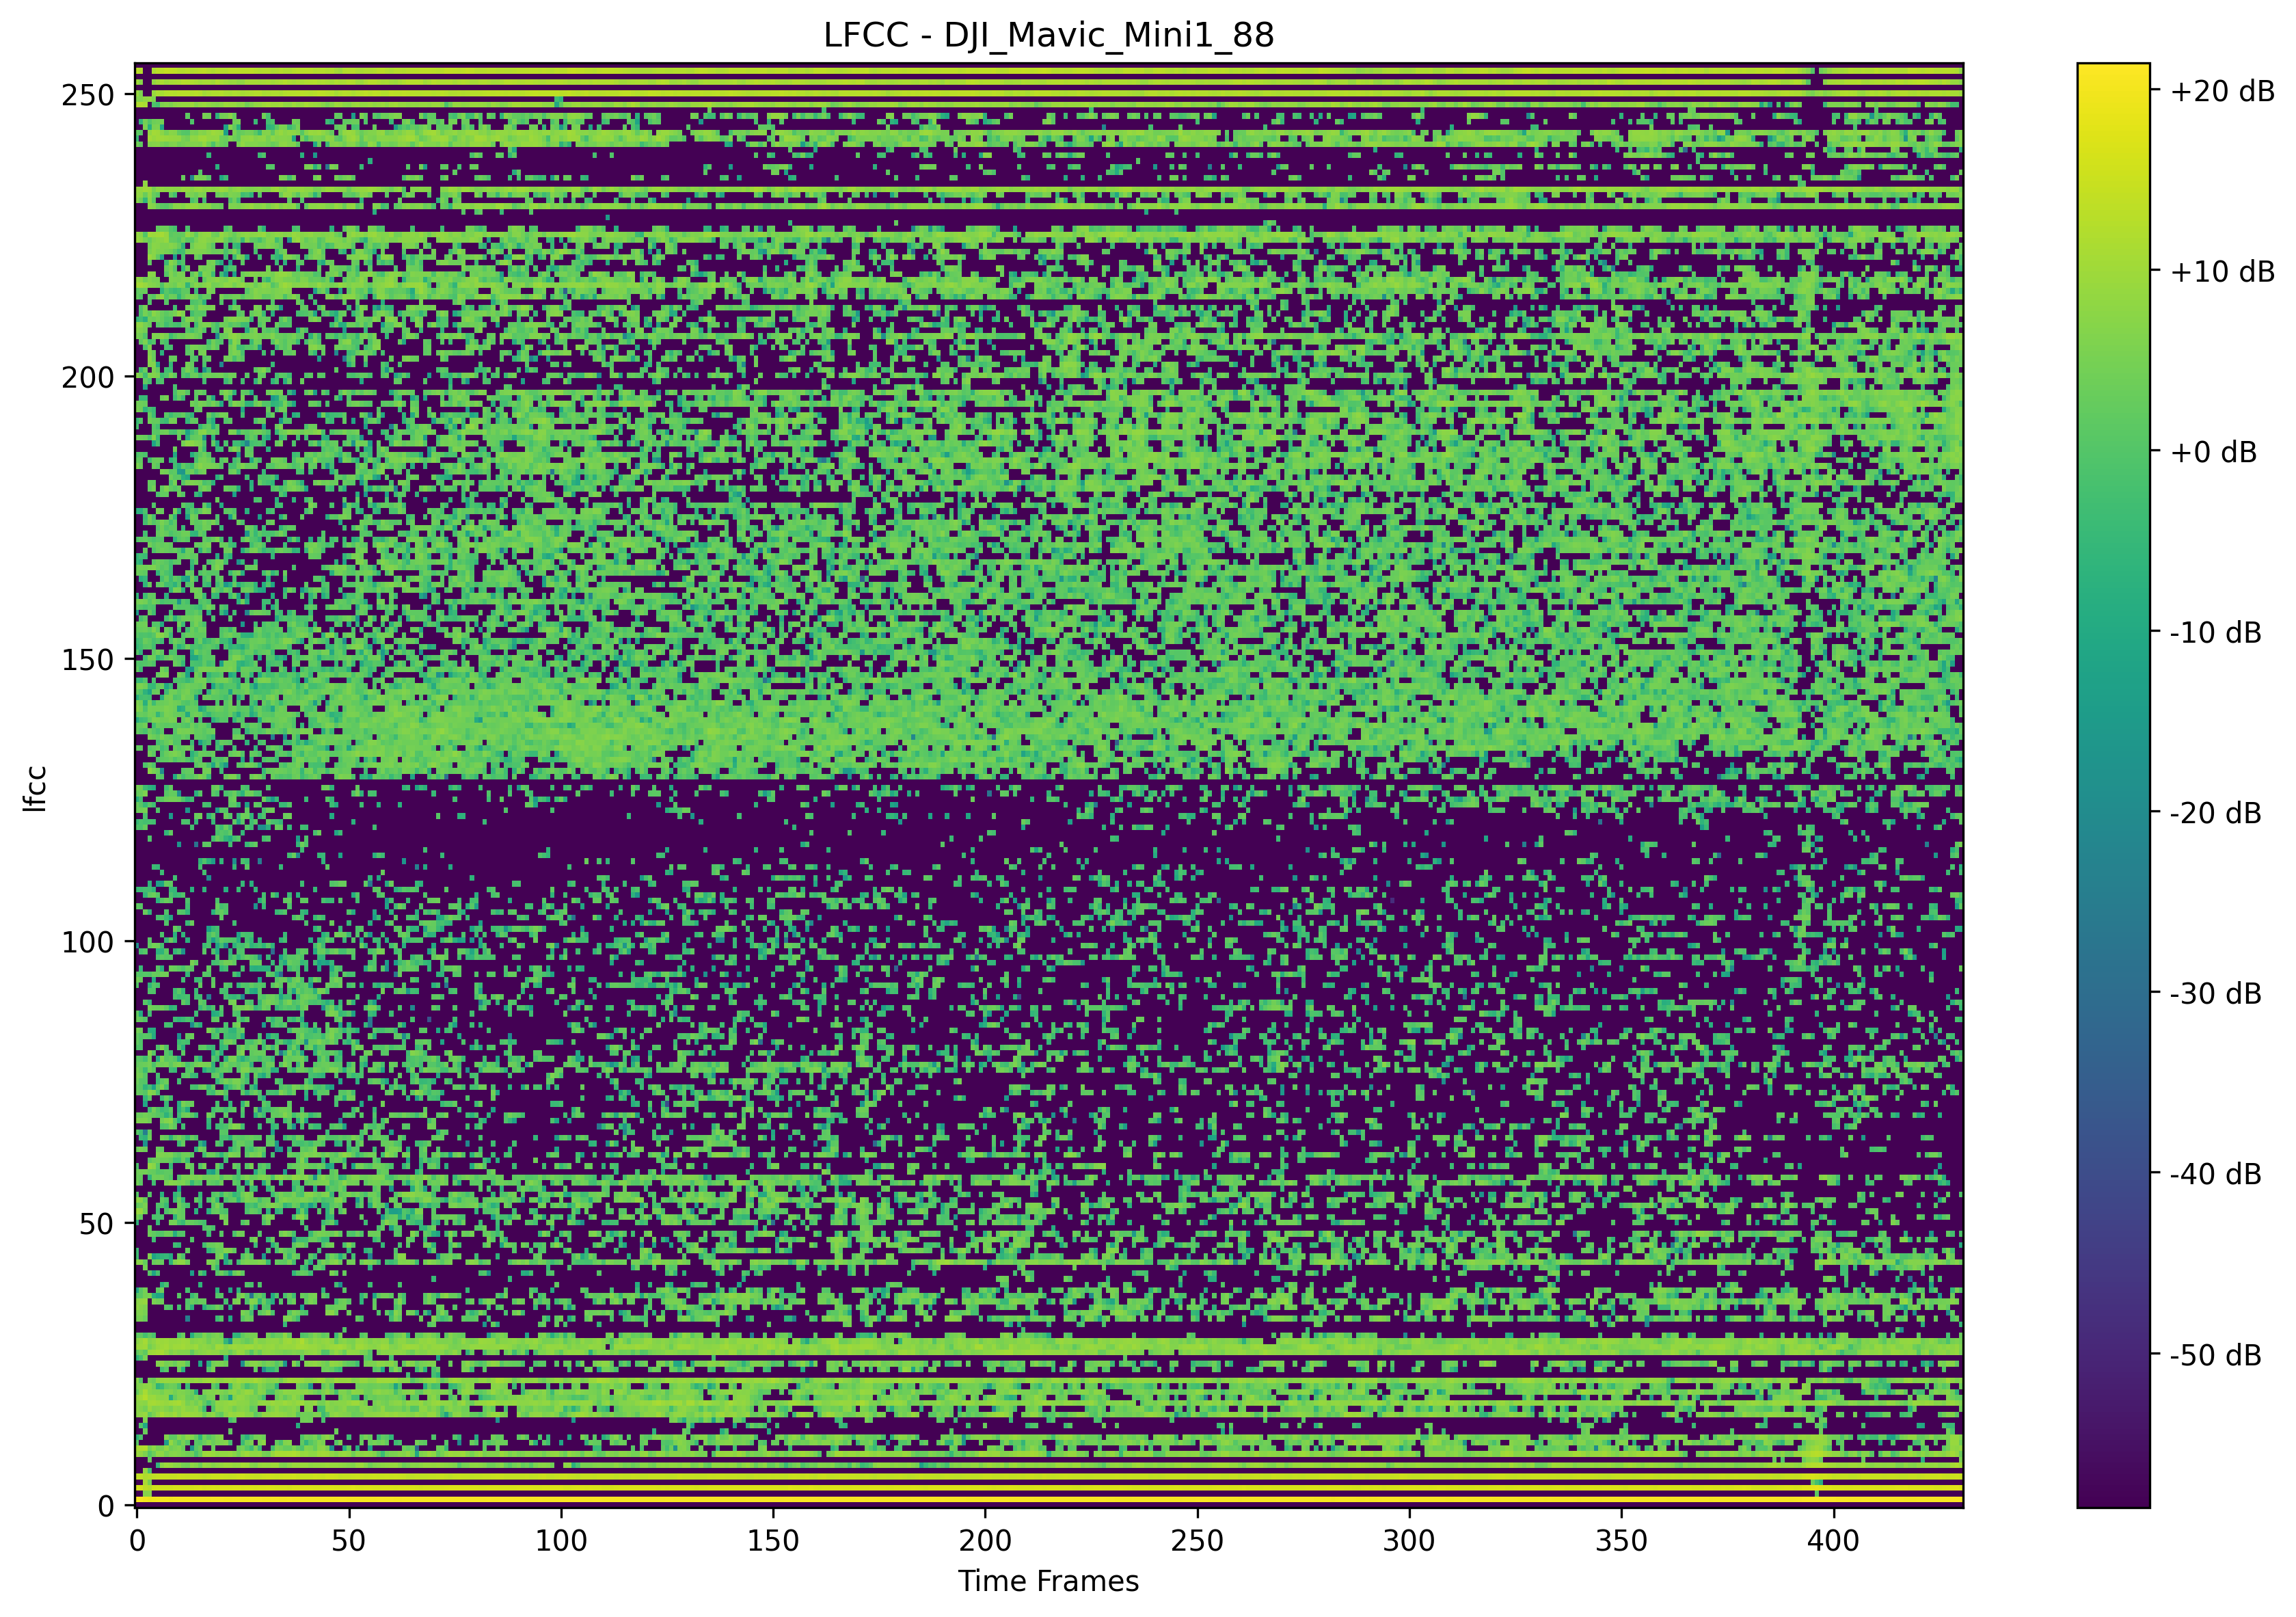 LFCC - DJI_Mavic_Mini1_88
250
200
150
100
50
0
lfcc
0 50 100 150 200 250 300 350 400
Time Frames
+20 dB
+10 dB
+0 dB
-10 dB
-20 dB
-30 dB
-40 dB
-50 dB